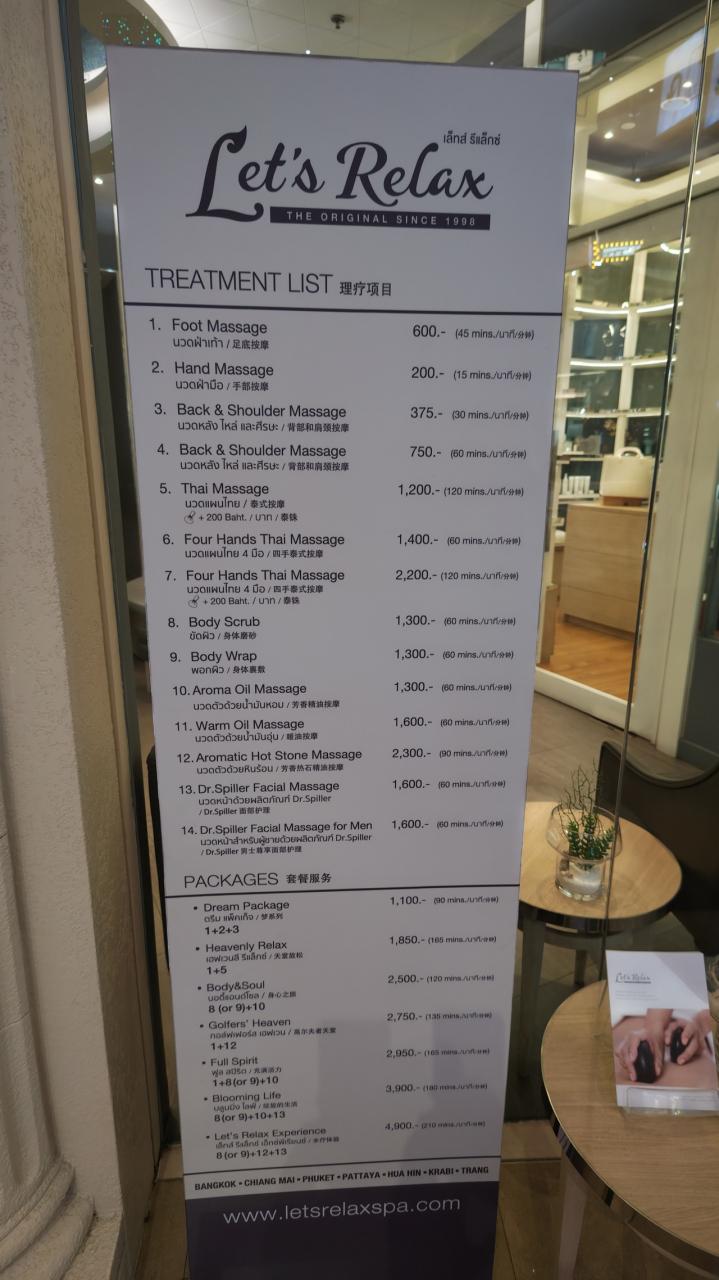 เล็ทส์ รีแล็กซ์
Let's Relax
THE ORIGINAL SINCE 1998
TREATMENT LIST 理疗项目
1. Foot Massage 600.- (45 mins./นาที/分钟)
นวดฝ่าเท้า / 足底按摩
2. Hand Massage 200.- (15 mins./นาที/分钟)
นวดฝ่ามือ / 手部按摩
3. Back & Shoulder Massage 375.- (30 mins./นาที/分钟)
นวดหลัง ไหล่ และศีรษะ / 背部和肩颈按摩
4. Back & Shoulder Massage 750.- (60 mins./นาที/分钟)
นวดหลัง ไหล่ และศีรษะ / 背部和肩颈按摩
5. Thai Massage 1,200.- (120 mins./นาที/分钟)
นวดแผนไทย / 泰式按摩
+ 200 Baht. / บาท / 泰铢
6. Four Hands Thai Massage 1,400.- (60 mins./นาที/分钟)
นวดแผนไทย 4 มือ / 四手泰式按摩
7. Four Hands Thai Massage 2,200.- (120 mins./นาที/分钟)
นวดแผนไทย 4 มือ / 四手泰式按摩
+ 200 Baht. / บาท / 泰铢
8. Body Scrub 1,300.- (60 mins./นาที/分钟)
ขัดผิว / 身体磨砂
9. Body Wrap 1,300.- (60 mins./นาที/分钟)
พอกผิว / 身体裹敷
10. Aroma Oil Massage 1,300.- (60 mins./นาที/分钟)
นวดตัวด้วยน้ำมันหอม / 芳香精油按摩
11. Warm Oil Massage 1,600.- (60 mins./นาที/分钟)
นวดตัวด้วยน้ำมันอุ่น / 暖油按摩
12. Aromatic Hot Stone Massage 2,300.- (90 mins./นาที/分钟)
นวดตัวด้วยหินร้อน / 芳香热石精油按摩
13. Dr.Spiller Facial Massage 1,600.- (60 mins./นาที/分钟)
นวดหน้าด้วยผลิตภัณฑ์ Dr.Spiller
/ Dr.Spiller 面部护理
14. Dr.Spiller Facial Massage for Men 1,600.- (60 mins./นาที/分钟)
นวดหน้าสำหรับผู้ชายด้วยผลิตภัณฑ์ Dr.Spiller
/ Dr.Spiller 男士尊享面部护理
PACKAGES 套餐服务
• Dream Package 1,100.- (90 mins./นาที/分钟)
ดรีม แพ็คเก็จ / 梦系列
1+2+3
• Heavenly Relax 1,850.- (165 mins./นาที/分钟)
เฮฟเวนลี รีแล็กซ์ / 天堂放松
1+5
• Body&Soul 2,500.- (120 mins./นาที/分钟)
บอดี้แอนด์โซล / 身心之旅
8 (or 9)+10
• Golfers' Heaven 2,750.- (135 mins./นาที/分钟)
กอล์ฟเฟอร์ส เฮฟเวน / 高尔夫者天堂
1+12
• Full Spirit 2,950.- (165 mins./นาที/分钟)
ฟูล สปิริต / 充满活力
1+8(or 9)+10
• Blooming Life 3,900.- (180 mins./นาที/分钟)
บลูมมิ่ง ไลฟ์ / 绽放的生活
8(or 9)+10+13
• Let's Relax Experience 4,900.- (210 mins./นาที/分钟)
เล็ทส์ รีแล็กซ์ เอ็กซ์พีเรียนซ์ / 水疗体验
8(or 9)+12+13
BANGKOK • CHIANG MAI • PHUKET • PATTAYA • HUA HIN • KRABI • TRANG
www.letsrelaxspa.com
Let's Relax